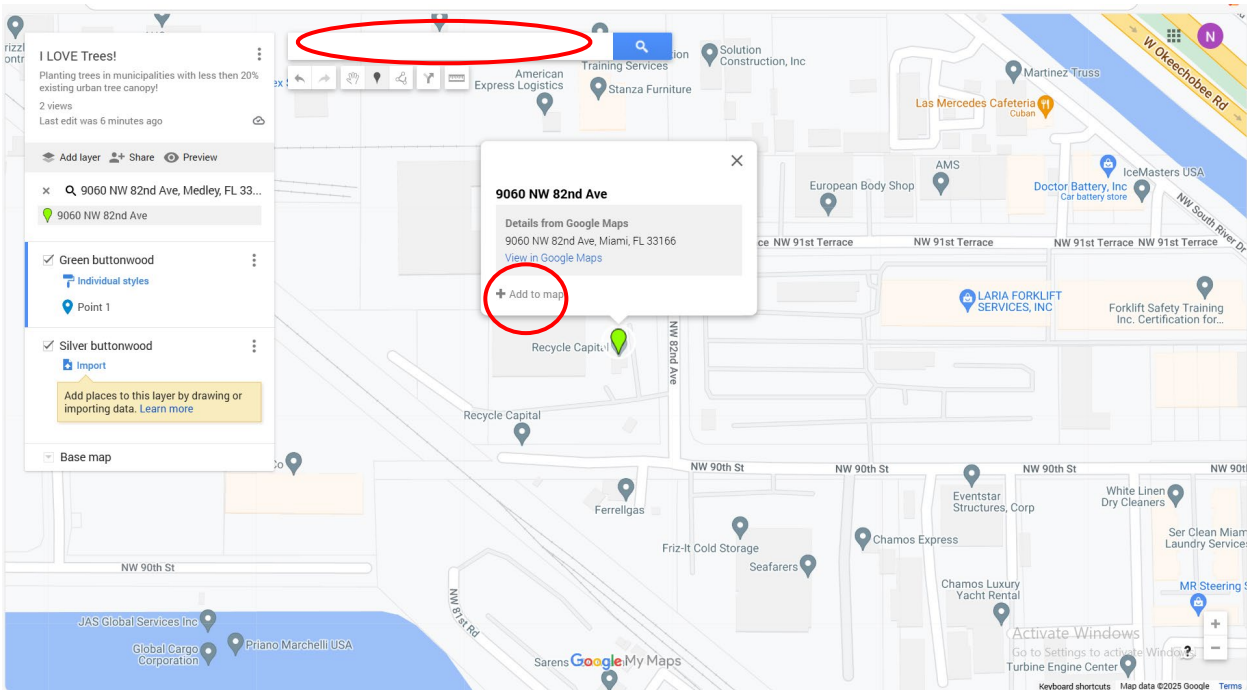 I LOVE Trees!
Planting trees in municipalities with less then 20%
existing urban tree canopy!
2 views
Last edit was 6 minutes ago
Add layer
Share
Preview
9060 NW 82nd Ave, Medley, FL 33...
9060 NW 82nd Ave
Green buttonwood
Individual styles
Point 1
Silver buttonwood
Import
Add places to this layer by drawing or
importing data. Learn more
Base map
N
Training Services
American
Express Logistics
Stanza Furniture
Solution
Construction, Inc
Martinez Truss
W Okeechobee Rd
Las Mercedes Cafeteria
Cuban
AMS
European Body Shop
Doctor Battery, Inc
Car battery store
IceMasters USA
NW South River Dr
9060 NW 82nd Ave
Details from Google Maps
9060 NW 82nd Ave, Miami, FL 33166
View in Google Maps
Add to map
ce NW 91st Terrace
NW 91st Terrace
NW 91st Terrace
NW 91st Terrace
LARIA FORKLIFT
SERVICES, INC
Forklift Safety Training
Inc. Certification for...
Recycle Capital
NW 82nd Ave
Recycle Capital
Co
NW 90th St
NW 90th St
NW 90th St
NW 90t
Ferrellgas
Eventstar
Structures, Corp
White Linen
Dry Cleaners
Friz-It Cold Storage
Chamos Express
Ser Clean Miam
Laundry Service
Seafarers
NW 90th St
NW 81st Rd
Chamos Luxury
Yacht Rental
MR Steering
JAS Global Services Inc
Global Cargo
Corporation
Priano Marchelli USA
Activate Windows
Go to Settings to activate Windows.
Sarens
Google My Maps
Turbine Engine Center
?
+
−
Keyboard shortcuts
Map data ©2025 Google
Terms